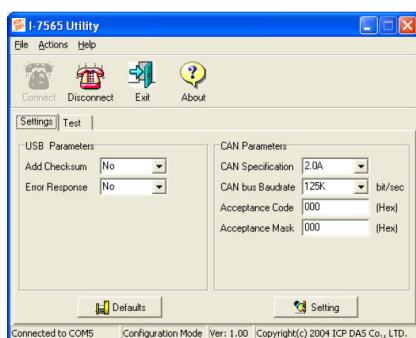 I-7565 Utility
File Actions Help
Connect Disconnect Exit About
Settings Test
USB Parameters
Add Checksum No
Error Response No
CAN Parameters
CAN Specification 2.0A
CAN bus Baudrate 125K bit/sec
Acceptance Code 000 (Hex)
Acceptance Mask 000 (Hex)
Defaults Setting
Connected to COM5 Configuration Mode Ver: 1.00 Copyright(c) 2004 ICP DAS Co., LTD.